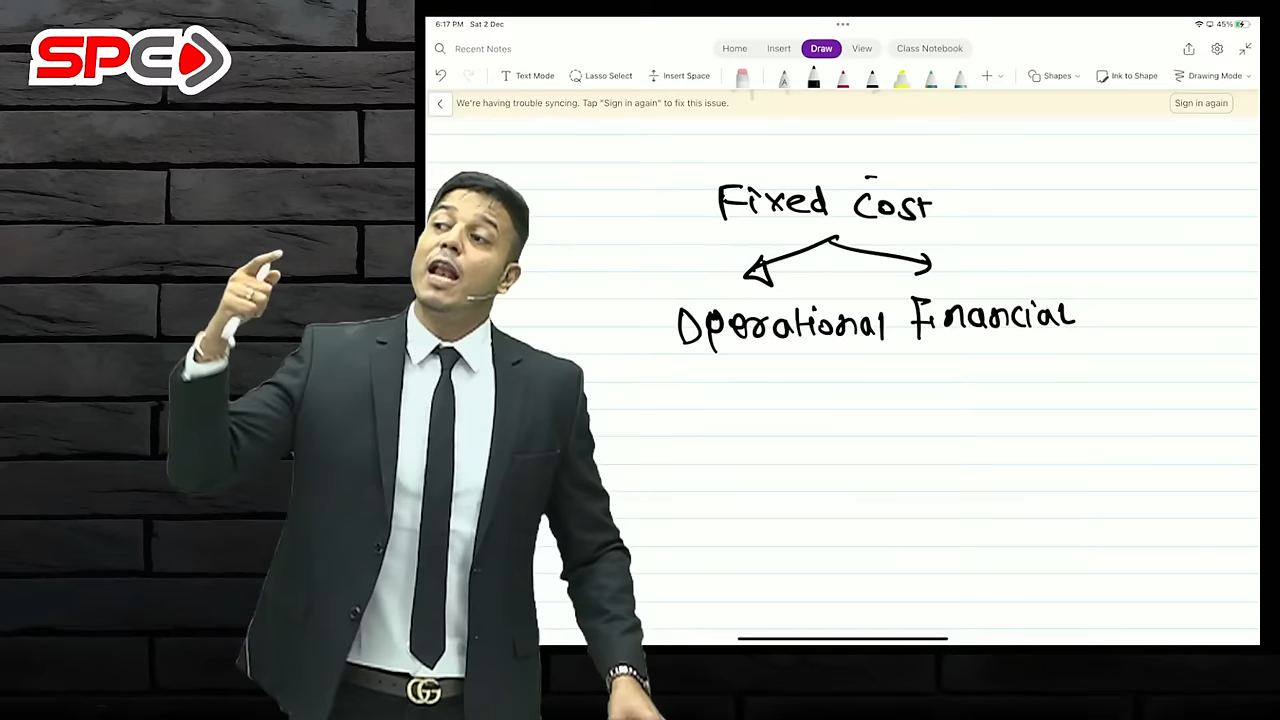 SPC
6:17 PM Sat 2 Dec
45%
Recent Notes
Home Insert Draw View Class Notebook
Text Mode Lasso Select Insert Space Shapes Ink to Shape Drawing Mode
We're having trouble syncing. Tap "Sign in again" to fix this issue. Sign in again
Fixed Cost
Operational Financial